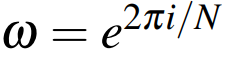 ω = e^{2πi/N}